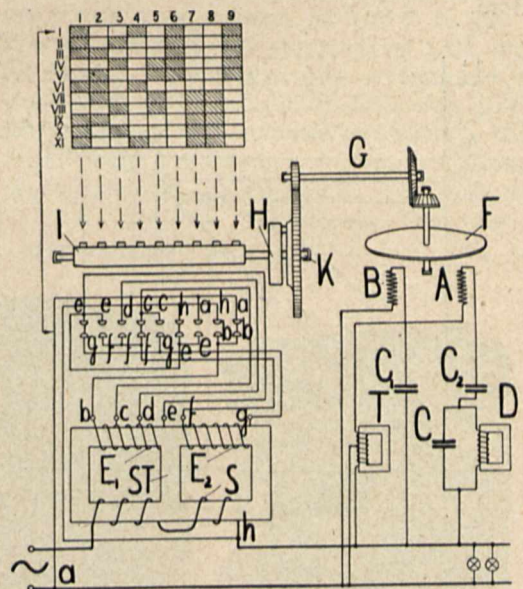 1 2 3 4 5 6 7 8 9
I
II
III
IV
V
VI
VII
VIII
IX
X
XI
G
F
I
H
K
B A
e e d c c h a h a
g f f g e e b b
C₁ C₂
T C D
b c d e f g
E₁ ST E₂ S
h
a